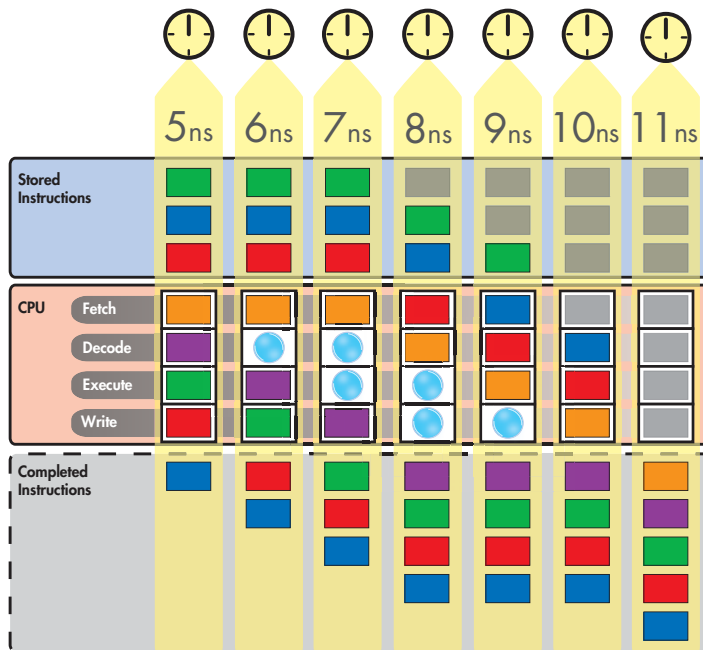 5ns 6ns 7ns 8ns 9ns 10ns 11ns
Stored
Instructions
CPU
Fetch
Decode
Execute
Write
Completed
Instructions